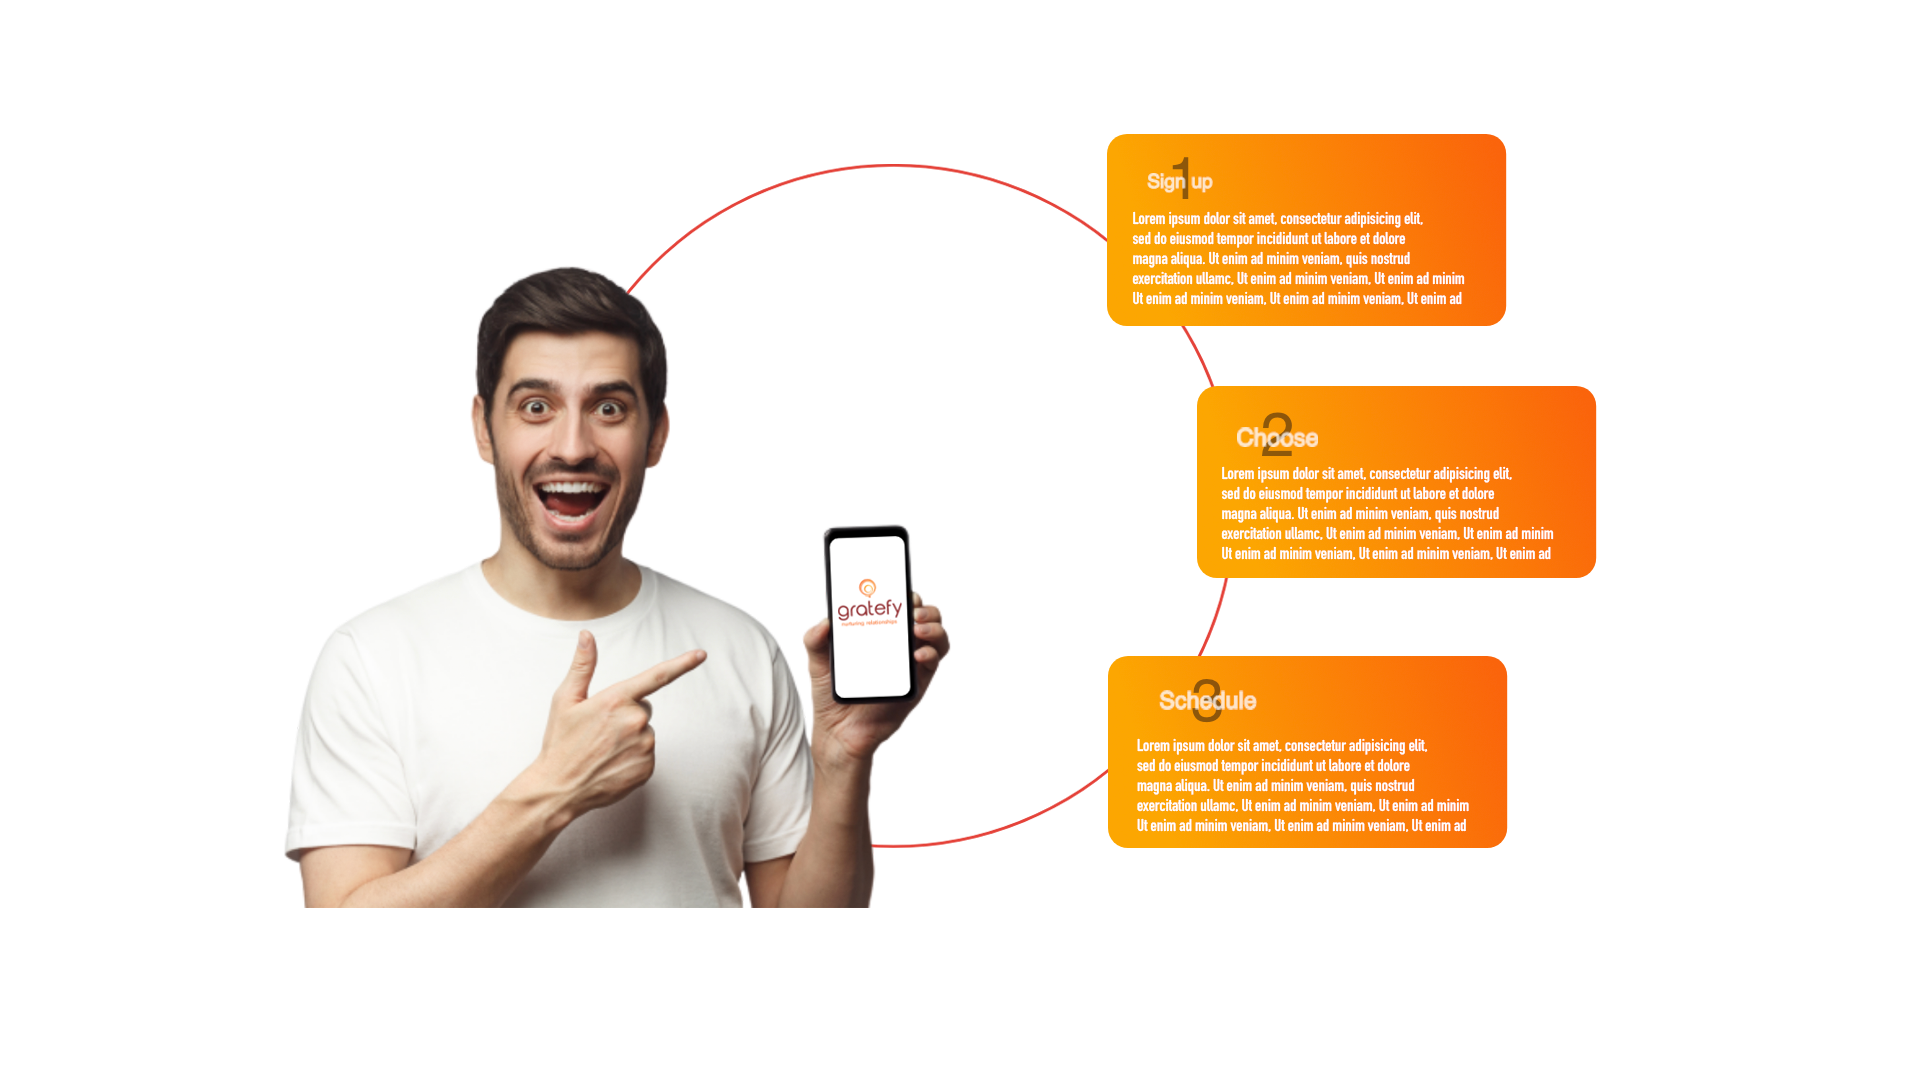 1
Sign up
Lorem ipsum dolor sit amet, consectetur adipisicing elit,
sed do eiusmod tempor incididunt ut labore et dolore
magna aliqua. Ut enim ad minim veniam, quis nostrud
exercitation ullamc, Ut enim ad minim veniam, Ut enim ad minim
Ut enim ad minim veniam, Ut enim ad minim veniam, Ut enim ad
2
Choose
Lorem ipsum dolor sit amet, consectetur adipisicing elit,
sed do eiusmod tempor incididunt ut labore et dolore
magna aliqua. Ut enim ad minim veniam, quis nostrud
exercitation ullamc, Ut enim ad minim veniam, Ut enim ad minim
Ut enim ad minim veniam, Ut enim ad minim veniam, Ut enim ad
gratefy
nurturing relationships
3
Schedule
Lorem ipsum dolor sit amet, consectetur adipisicing elit,
sed do eiusmod tempor incididunt ut labore et dolore
magna aliqua. Ut enim ad minim veniam, quis nostrud
exercitation ullamc, Ut enim ad minim veniam, Ut enim ad minim
Ut enim ad minim veniam, Ut enim ad minim veniam, Ut enim ad